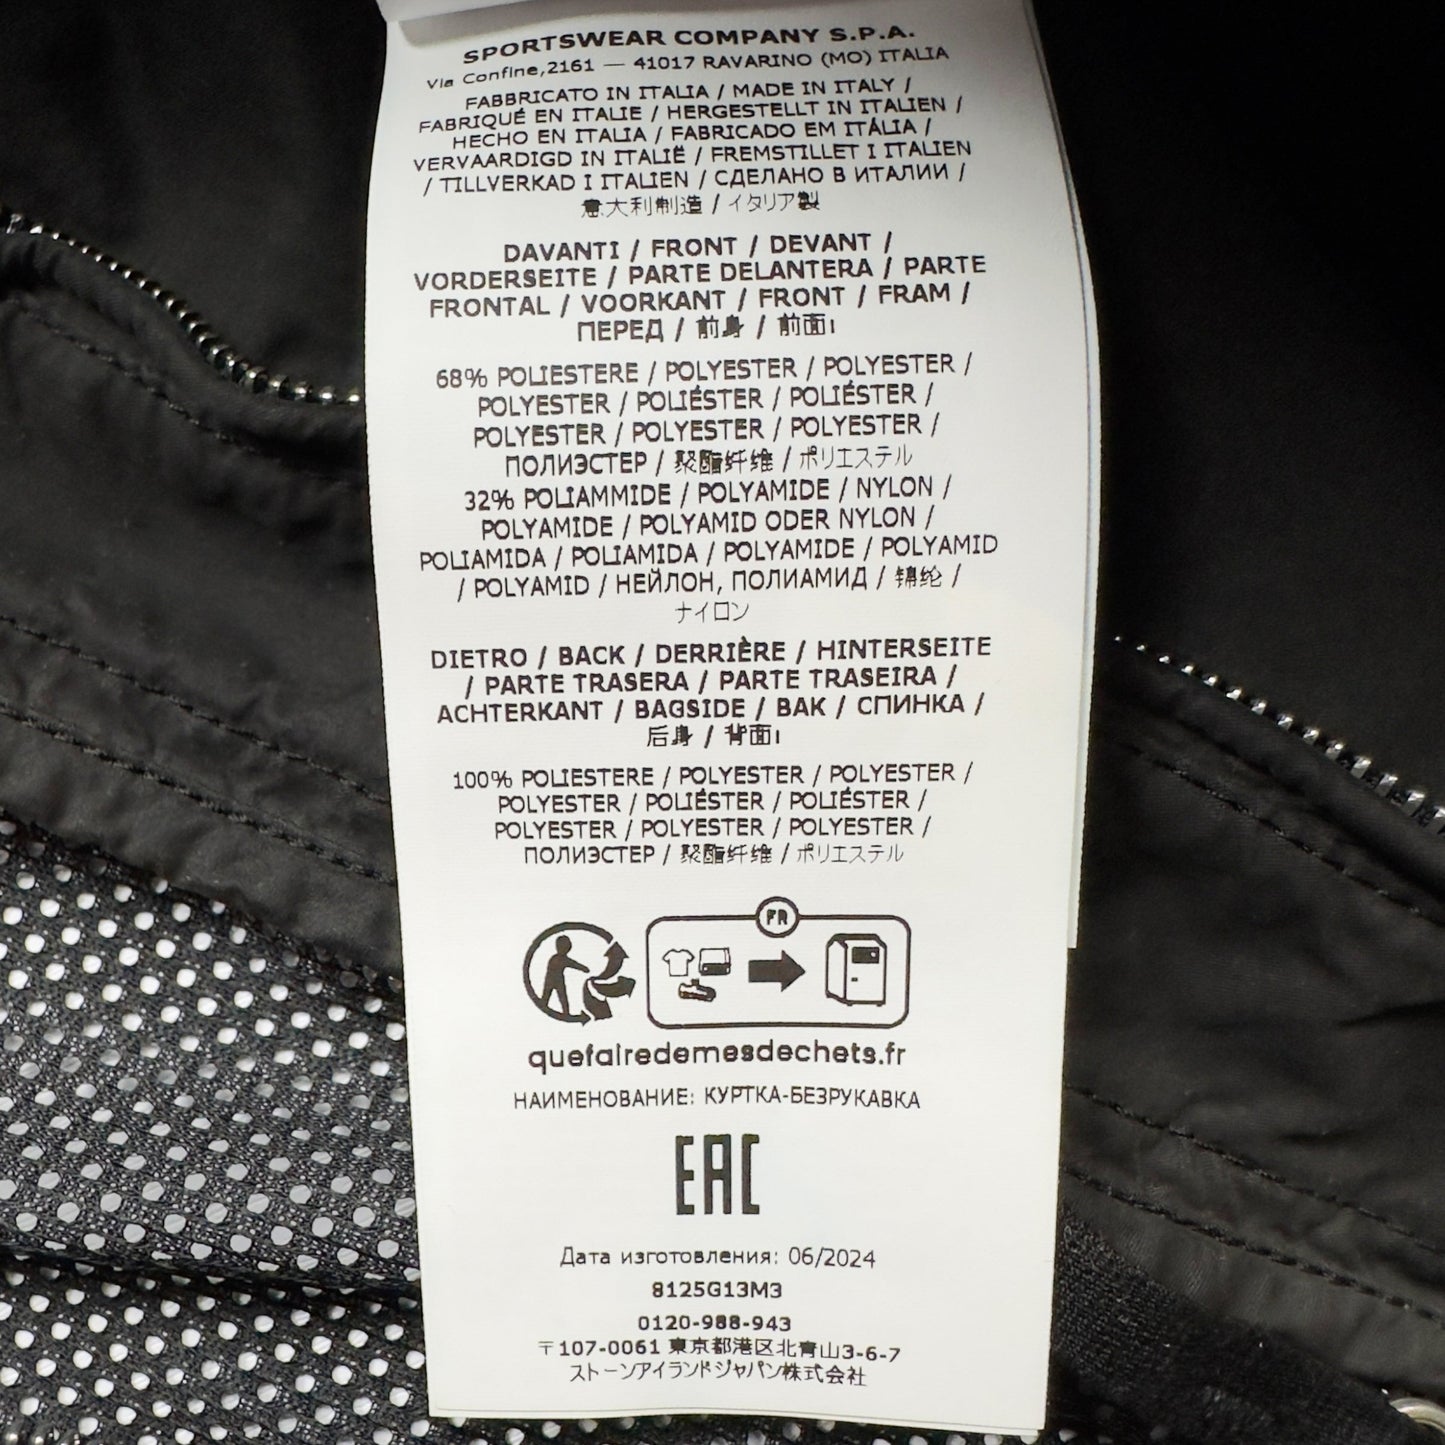 SPORTSWEAR COMPANY S.P.A.
Via Confine,2161 — 41017 RAVARINO (MO) ITALIA
FABBRICATO IN ITALIA / MADE IN ITALY /
FABRIQUÉ EN ITALIE / HERGESTELLT IN ITALIEN /
HECHO EN ITALIA / FABRICADO EM ITÁLIA /
VERVAARDIGD IN ITALIË / FREMSTILLET I ITALIEN
/ TILLVERKAD I ITALIEN / СДЕЛАНО В ИТАЛИИ /
意大利制造 / イタリア製
DAVANTI / FRONT / DEVANT /
VORDERSEITE / PARTE DELANTERA / PARTE
FRONTAL / VOORKANT / FRONT / FRAM /
ПЕРЕД / 前身 / 前面:
68% POLIESTERE / POLYESTER / POLYESTER /
POLYESTER / POLIÉSTER / POLIÉSTER /
POLYESTER / POLYESTER / POLYESTER /
ПОЛИЭСТЕР / 聚酯纤维 / ポリエステル
32% POLIAMMIDE / POLYAMIDE / NYLON /
POLYAMIDE / POLYAMID ODER NYLON /
POLIAMIDA / POLIAMIDA / POLYAMIDE / POLYAMID
/ POLYAMID / НЕЙЛОН, ПОЛИАМИД / 锦纶 /
ナイロン
DIETRO / BACK / DERRIÈRE / HINTERSEITE
/ PARTE TRASERA / PARTE TRASEIRA /
ACHTERKANT / BAGSIDE / BAK / СПИНКА /
后身 / 背面:
100% POLIESTERE / POLYESTER / POLYESTER /
POLYESTER / POLIÉSTER / POLIÉSTER /
POLYESTER / POLYESTER / POLYESTER /
ПОЛИЭСТЕР / 聚酯纤维 / ポリエステル
FR
quefairedemesdechets.fr
НАИМЕНОВАНИЕ: КУРТКА-БЕЗРУКАВКА
EAC
Дата изготовления: 06/2024
8125G13M3
0120-988-943
〒107-0061 東京都港区北青山3-6-7
ストーンアイランドジャパン株式会社